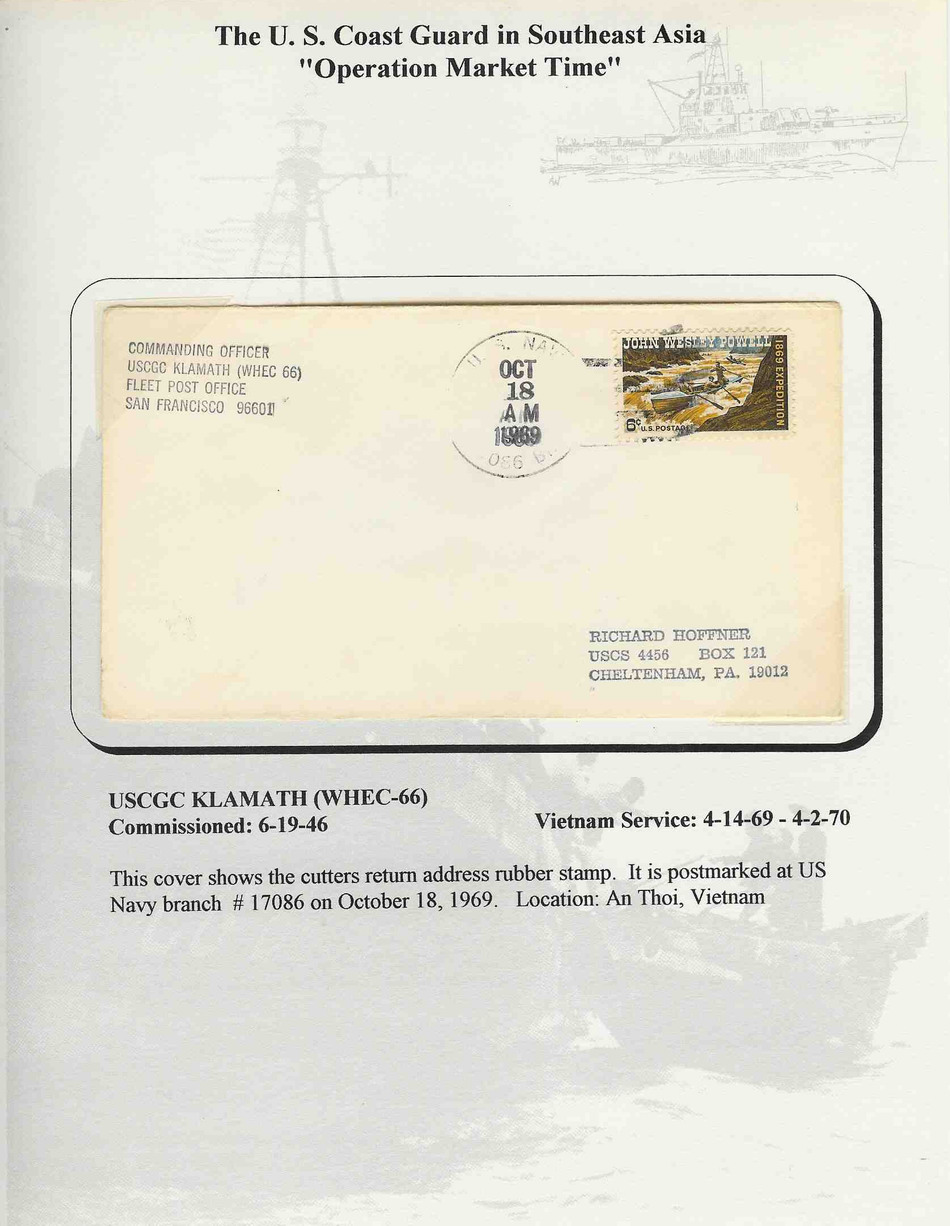 The U. S. Coast Guard in Southeast Asia
"Operation Market Time"
COMMANDING OFFICER
USCGC KLAMATH (WHEC 66)
FLEET POST OFFICE
SAN FRANCISCO 96601
U. S. NAVY
OCT
18
AM
1969
JOHN WESLEY POWELL
1869 EXPEDITION
6c U.S. POSTAGE
RICHARD HOFFNER
USCS 4456 BOX 121
CHELTENHAM, PA. 19012
USCGC KLAMATH (WHEC-66)
Commissioned: 6-19-46 Vietnam Service: 4-14-69 - 4-2-70
This cover shows the cutters return address rubber stamp. It is postmarked at US
Navy branch # 17086 on October 18, 1969. Location: An Thoi, Vietnam